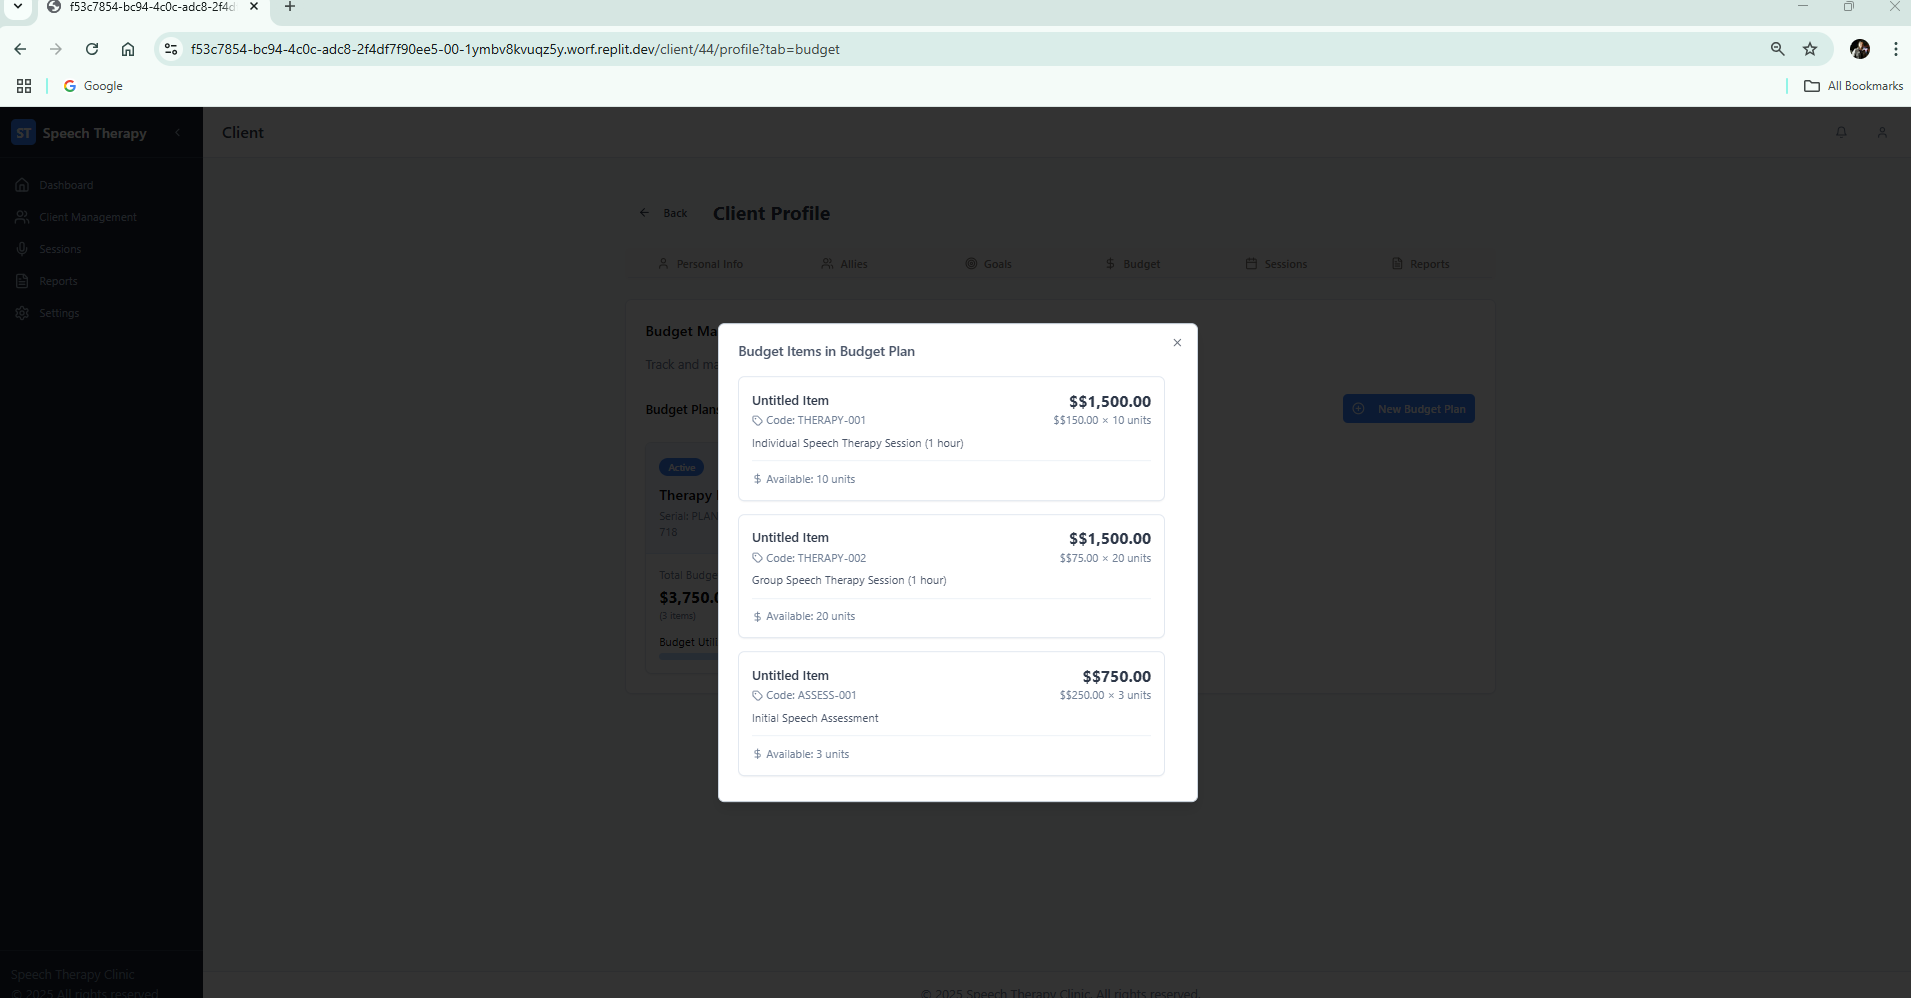 f53c7854-bc94-4c0c-adc8-2f4d
f53c7854-bc94-4c0c-adc8-2f4df7f90ee5-00-1ymbv8kvuqz5y.worf.replit.dev/client/44/profile?tab=budget
Google
All Bookmarks
ST Speech Therapy
Client
Dashboard
Client Management
Sessions
Reports
Settings
Back
Client Profile
Personal Info
Allies
Goals
Budget
Sessions
Reports
Budget Ma
Track and ma
Budget Plans
New Budget Plan
Active
Therapy
Serial: PLAN
718
Total Budge
$3,750.0
(3 items)
Budget Utili
Budget Items in Budget Plan
Untitled Item
$$1,500.00
Code: THERAPY-001
$$150.00 × 10 units
Individual Speech Therapy Session (1 hour)
$ Available: 10 units
Untitled Item
$$1,500.00
Code: THERAPY-002
$$75.00 × 20 units
Group Speech Therapy Session (1 hour)
$ Available: 20 units
Untitled Item
$$750.00
Code: ASSESS-001
$$250.00 × 3 units
Initial Speech Assessment
$ Available: 3 units
Speech Therapy Clinic
© 2025 All rights reserved
© 2025 Speech Therapy Clinic. All rights reserved.